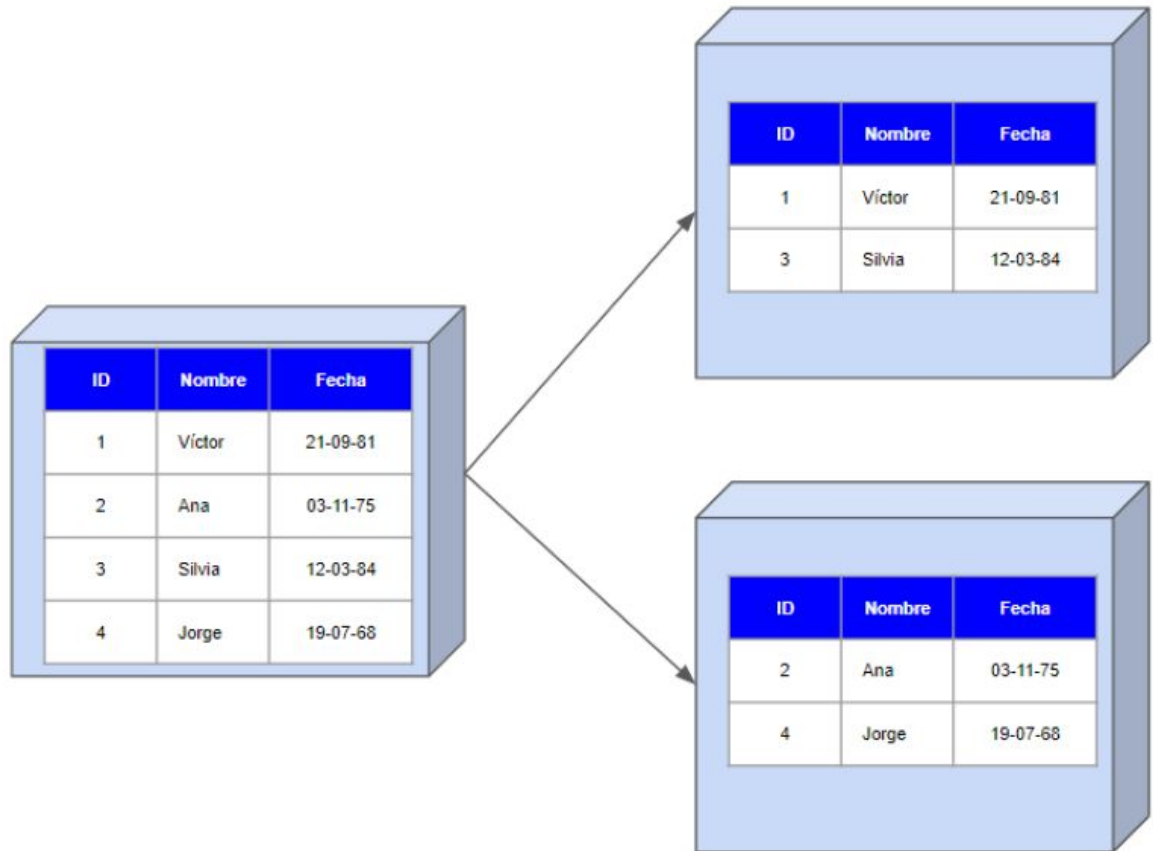 ID Nombre Fecha
1 Víctor 21-09-81
2 Ana 03-11-75
3 Silvia 12-03-84
4 Jorge 19-07-68
ID Nombre Fecha
1 Víctor 21-09-81
3 Silvia 12-03-84
ID Nombre Fecha
2 Ana 03-11-75
4 Jorge 19-07-68